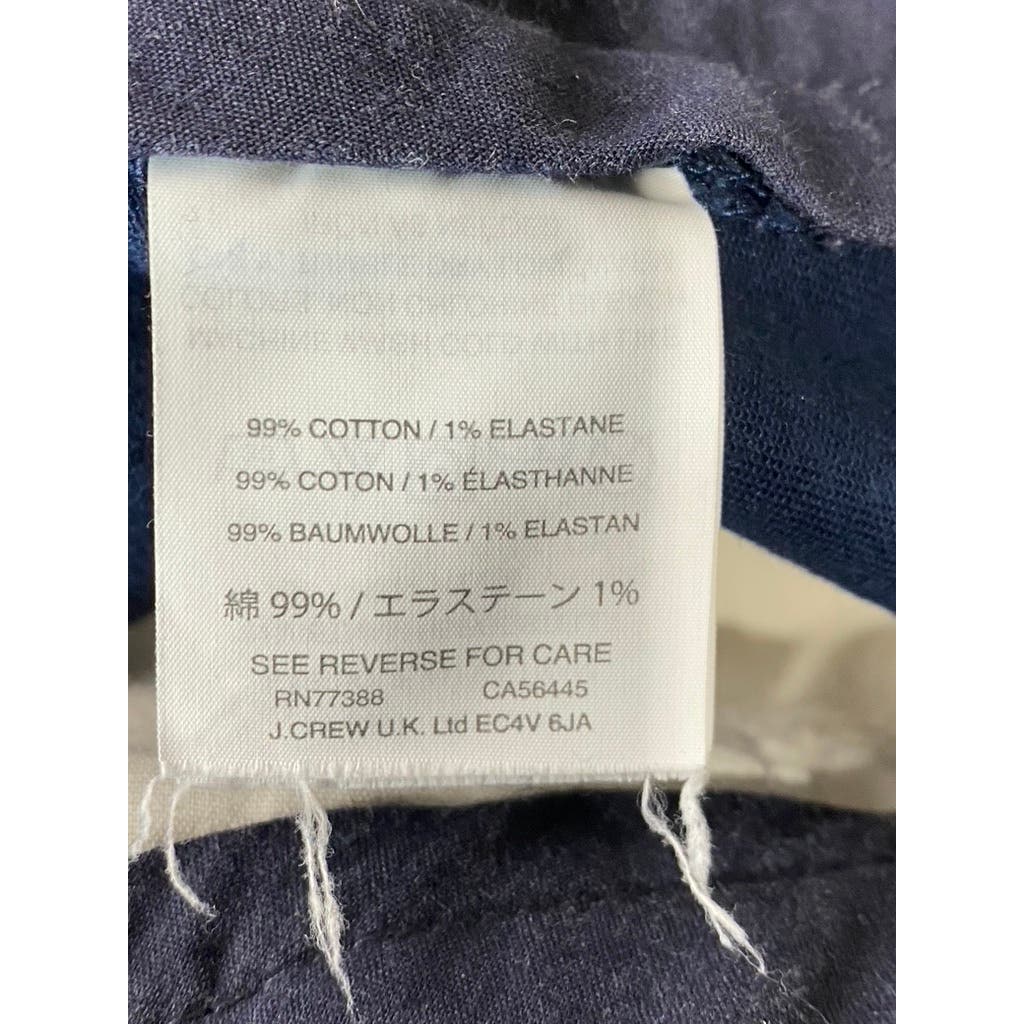 99% COTTON / 1% ELASTANE
99% COTON / 1% ÉLASTHANNE
99% BAUMWOLLE / 1% ELASTAN
綿 99% / エラステーン 1%
SEE REVERSE FOR CARE
RN77388 CA56445
J.CREW U.K. Ltd EC4V 6JA